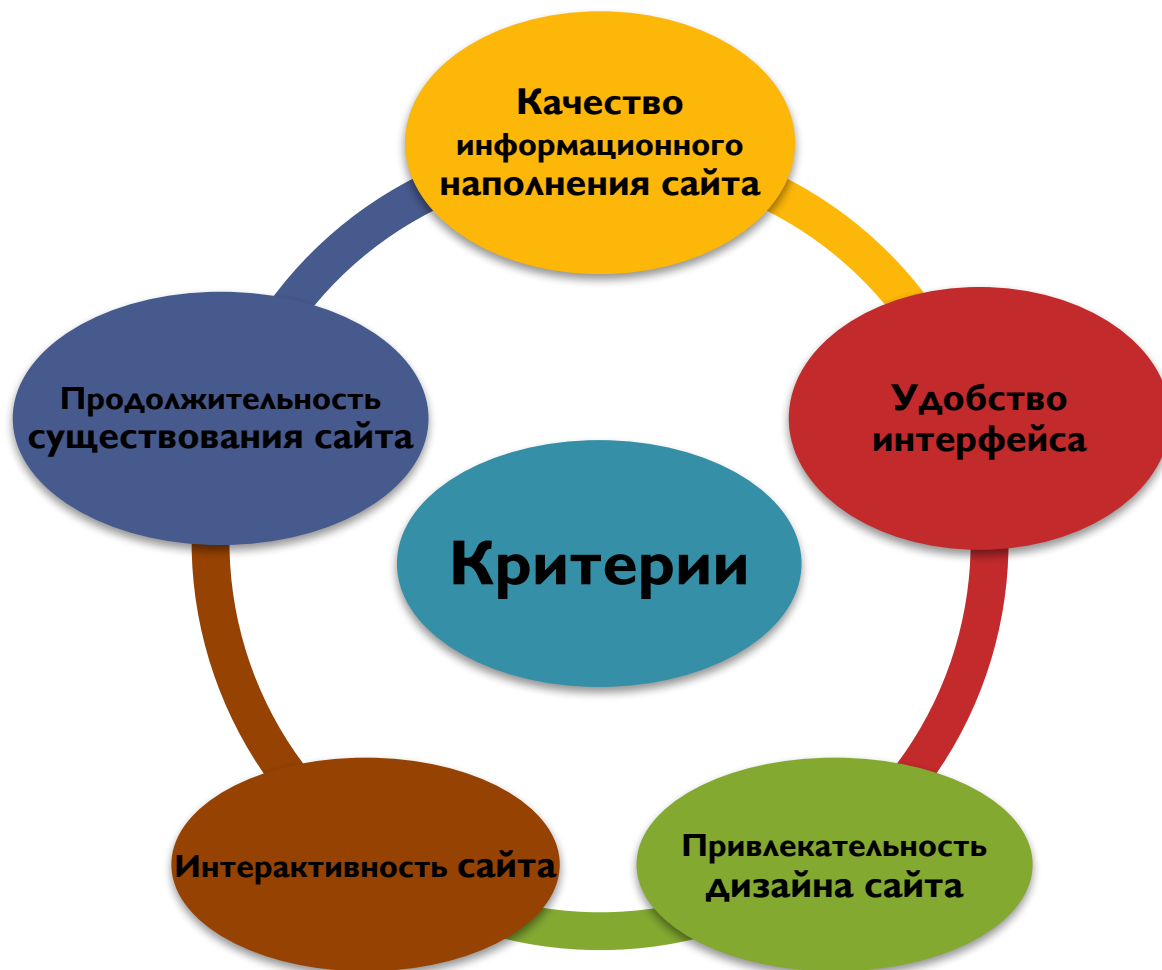 Качество
информационного
наполнения сайта
Удобство
интерфейса
Привлекательность
дизайна сайта
Интерактивность сайта
Продолжительность
существования сайта
Критерии